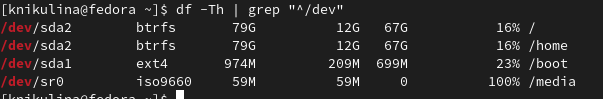 [knikulina@fedora ~]$ df -Th | grep "^/dev"
/dev/sda2 btrfs 79G 12G 67G 16% /
/dev/sda2 btrfs 79G 12G 67G 16% /home
/dev/sda1 ext4 974M 209M 699M 23% /boot
/dev/sr0 iso9660 59M 59M 0 100% /media
[knikulina@fedora ~]$